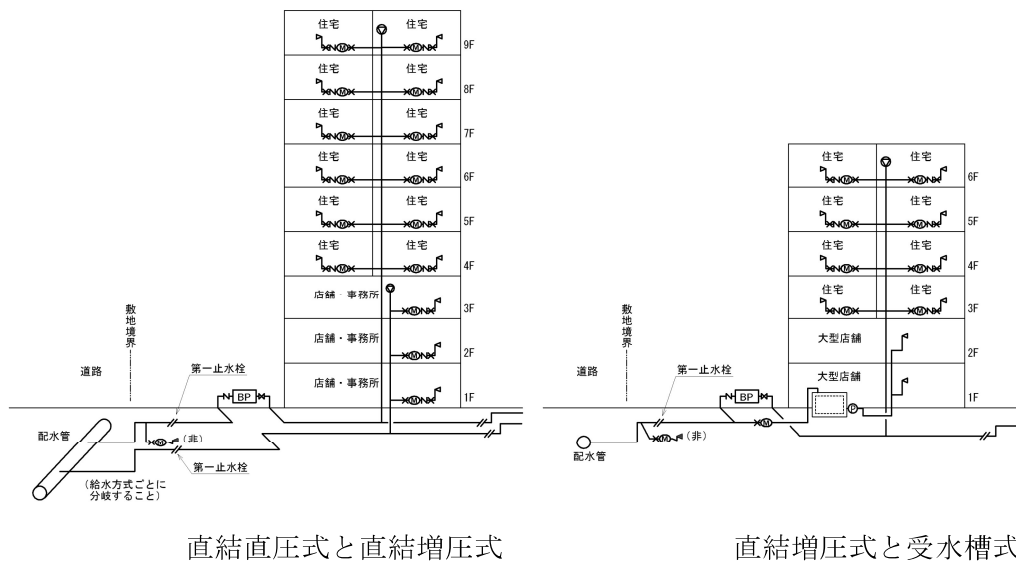 住宅 住宅
M M 9F
住宅 住宅
M M 8F
住宅 住宅
M M 7F
住宅 住宅
M M 6F
住宅 住宅
M M 5F
住宅 住宅
M M 4F
店舗・事務所
M 3F
店舗・事務所
M 2F
店舗・事務所
M 1F
敷地境界
道路
第一止水栓
BP
配水管
M (非)
第一止水栓
(給水方式ごとに
分岐すること)
直結直圧式と直結増圧式
住宅 住宅
M M 6F
住宅 住宅
M M 5F
住宅 住宅
M M 4F
住宅 住宅
M M 3F
大型店舗
2F
大型店舗
1F
敷地境界
道路
第一止水栓
BP
P
M
M (非)
配水管
直結増圧式と受水槽式